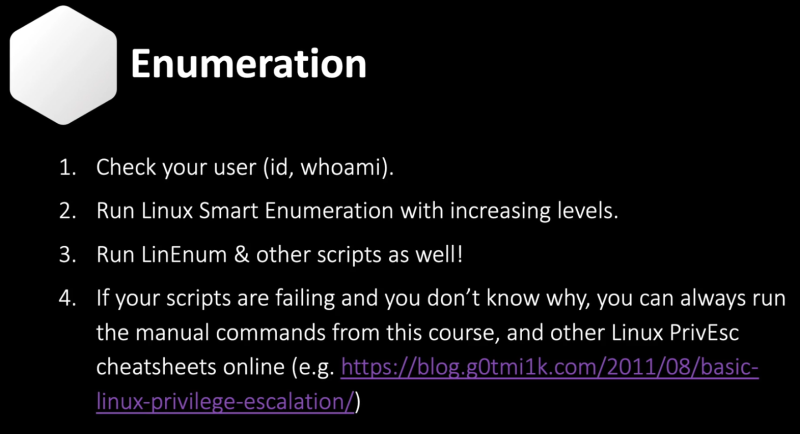 Enumeration
1. Check your user (id, whoami).
2. Run Linux Smart Enumeration with increasing levels.
3. Run LinEnum & other scripts as well!
4. If your scripts are failing and you don’t know why, you can always run
the manual commands from this course, and other Linux PrivEsc
cheatsheets online (e.g. https://blog.g0tmi1k.com/2011/08/basic-
linux-privilege-escalation/)